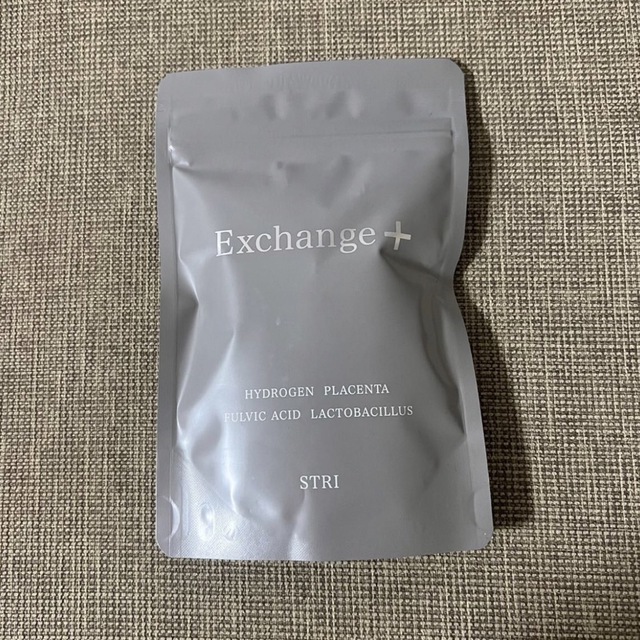 Exchange+
HYDROGEN PLACENTA
FULVIC ACID LACTOBACILLUS
STRI